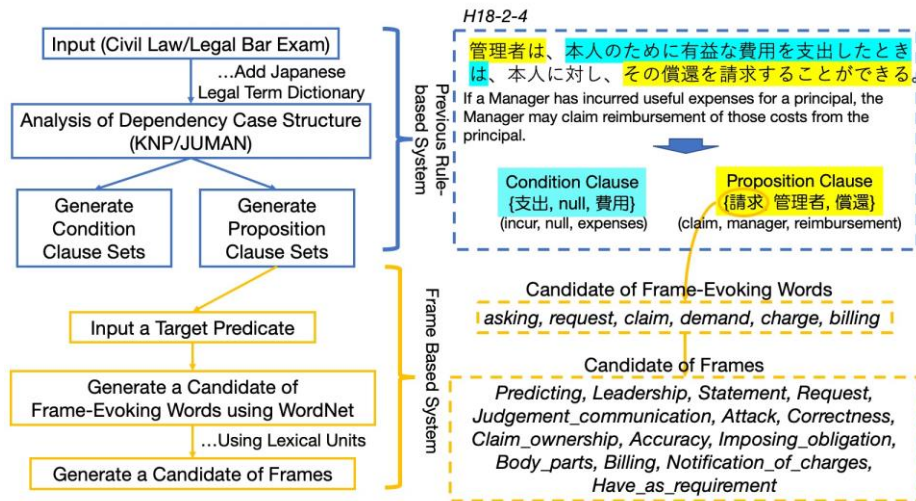 Input (Civil Law/Legal Bar Exam)
…Add Japanese
Legal Term Dictionary
Analysis of Dependency Case Structure
(KNP/JUMAN)
Generate
Condition
Clause Sets
Generate
Proposition
Clause Sets
Previous Rule-
based System
Input a Target Predicate
Generate a Candidate of
Frame-Evoking Words using WordNet
…Using Lexical Units
Generate a Candidate of Frames
Frame Based System
H18-2-4
管理者は、本人のために有益な費用を支出したとき
は、本人に対し、その償還を請求することができる。
If a Manager has incurred useful expenses for a principal, the
Manager may claim reimbursement of those costs from the
principal.
Condition Clause
{支出, null, 費用}
(incur, null, expenses)
Proposition Clause
{請求 管理者, 償還}
(claim, manager, reimbursement)
Candidate of Frame-Evoking Words
asking, request, claim, demand, charge, billing
Candidate of Frames
Predicting, Leadership, Statement, Request,
Judgement_communication, Attack, Correctness,
Claim_ownership, Accuracy, Imposing_obligation,
Body_parts, Billing, Notification_of_charges,
Have_as_requirement